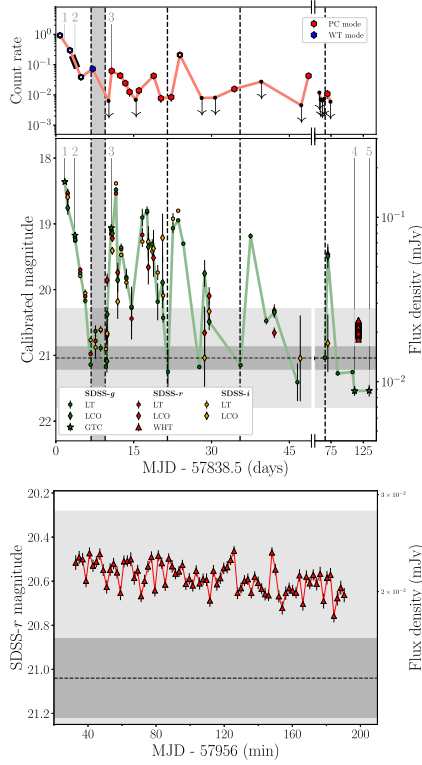 1 2 3
PC mode
WT mode
Count rate
10^0
10^-1
10^-2
10^-3
1 2 3 4 5
Calibrated magnitude
18
19
20
21
22
10^-1
10^-2
Flux density (mJy)
SDSS-g SDSS-r SDSS-i
LT LT LT
LCO LCO LCO
GTC WHT
0 15 30 45 75 125
MJD - 57838.5 (days)
SDSS-r magnitude
20.2
20.4
20.6
20.8
21.0
21.2
3 × 10^-2
2 × 10^-2
Flux density (mJy)
40 80 120 160 200
MJD - 57956 (min)